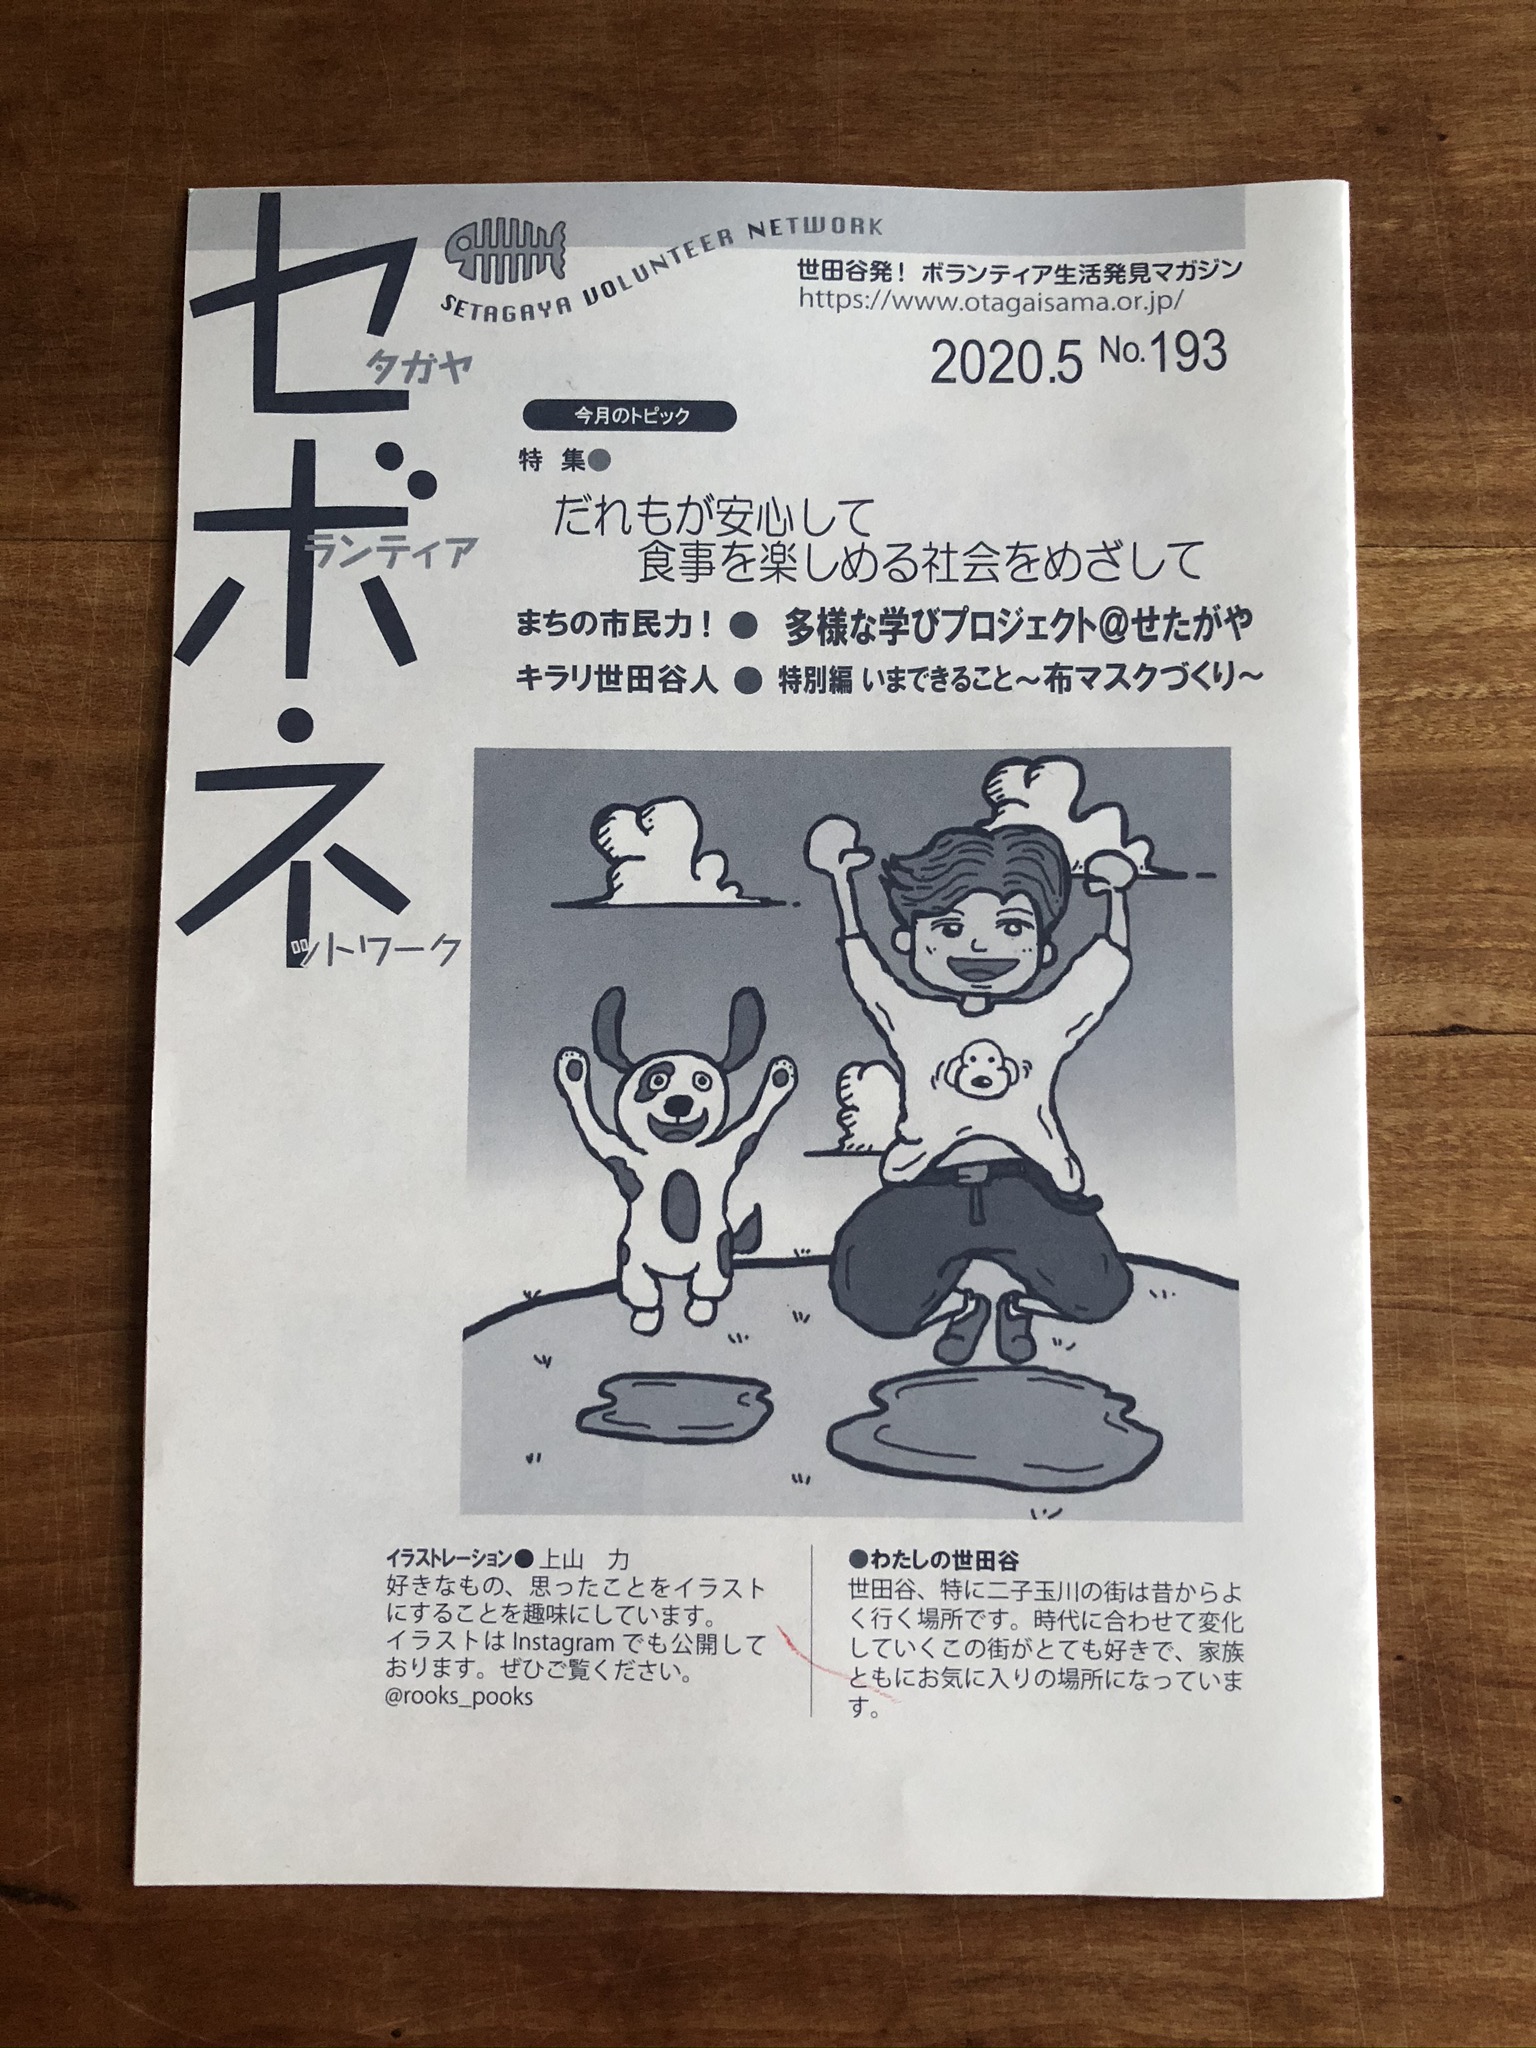 セタガヤ
ボランティア
ネットワーク
SETAGAYA VOLUNTEER NETWORK
世田谷発！ ボランティア生活発見マガジン
https://www.otagaisama.or.jp/
2020.5 No.193
今月のトピック
特 集●
だれもが安心して
食事を楽しめる社会をめざして
まちの市民力！● 多様な学びプロジェクト＠せたがや
キラリ世田谷人 ● 特別編 いまできること〜布マスクづくり〜
イラストレーション●上山 力
好きなもの、思ったことをイラスト
にすることを趣味にしています。
イラストは Instagram でも公開して
おります。ぜひご覧ください。
@rooks_pooks
●わたしの世田谷
世田谷、特に二子玉川の街は昔からよ
く行く場所です。時代に合わせて変化
していくこの街がとても好きで、家族
ともにお気に入りの場所になっていま
す。